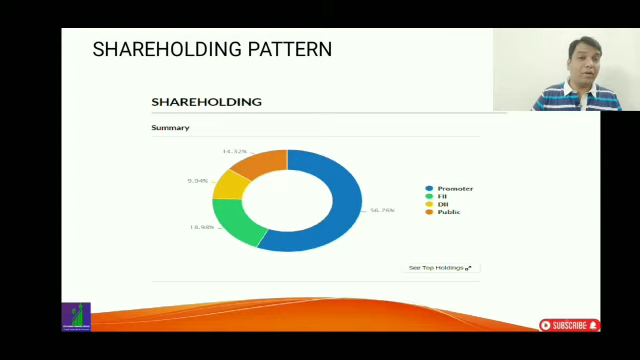 SHAREHOLDING PATTERN
SHAREHOLDING
Summary
14.32%
9.94%
18.98%
56.76%
Promoter
FII
DII
Public
See Top Holdings
SUBSCRIBE